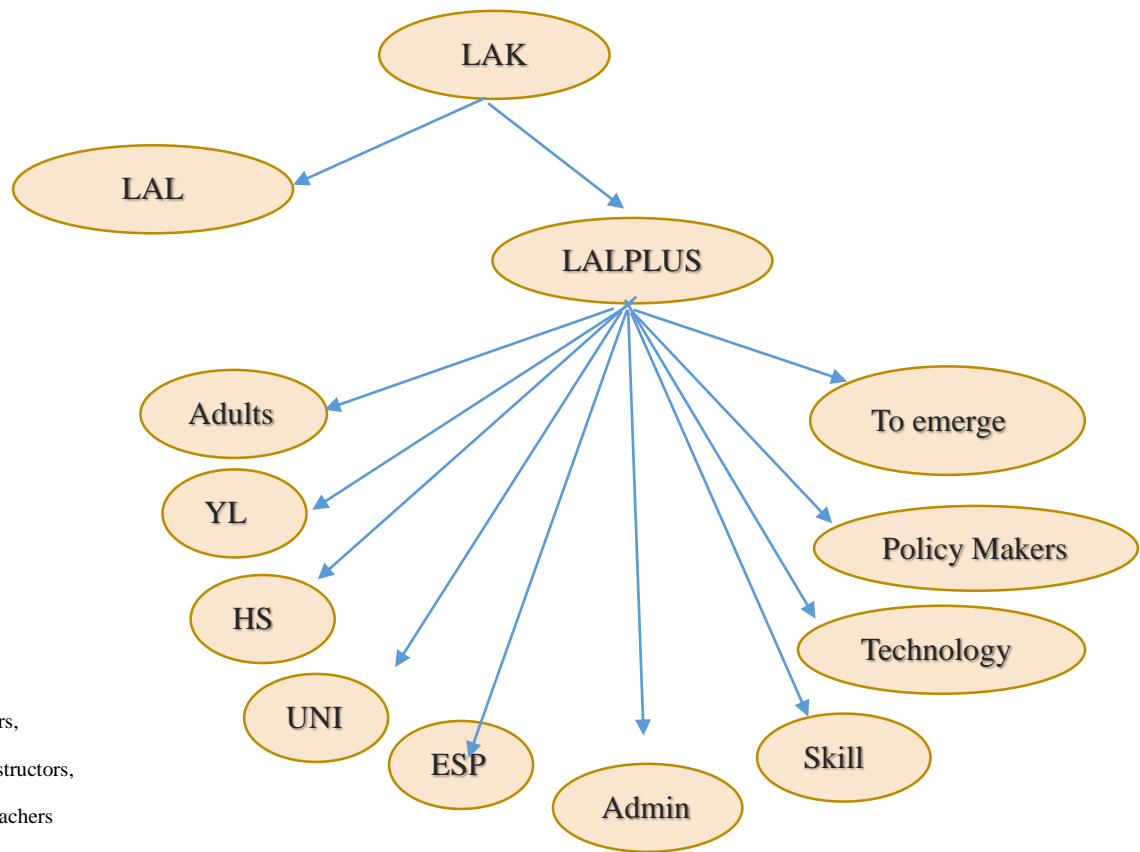 LAK
LAL
LALPLUS
Adults
To emerge
YL
Policy Makers
HS
Technology
UNI
Skill
ESP
Admin
rs,
structors,
achers